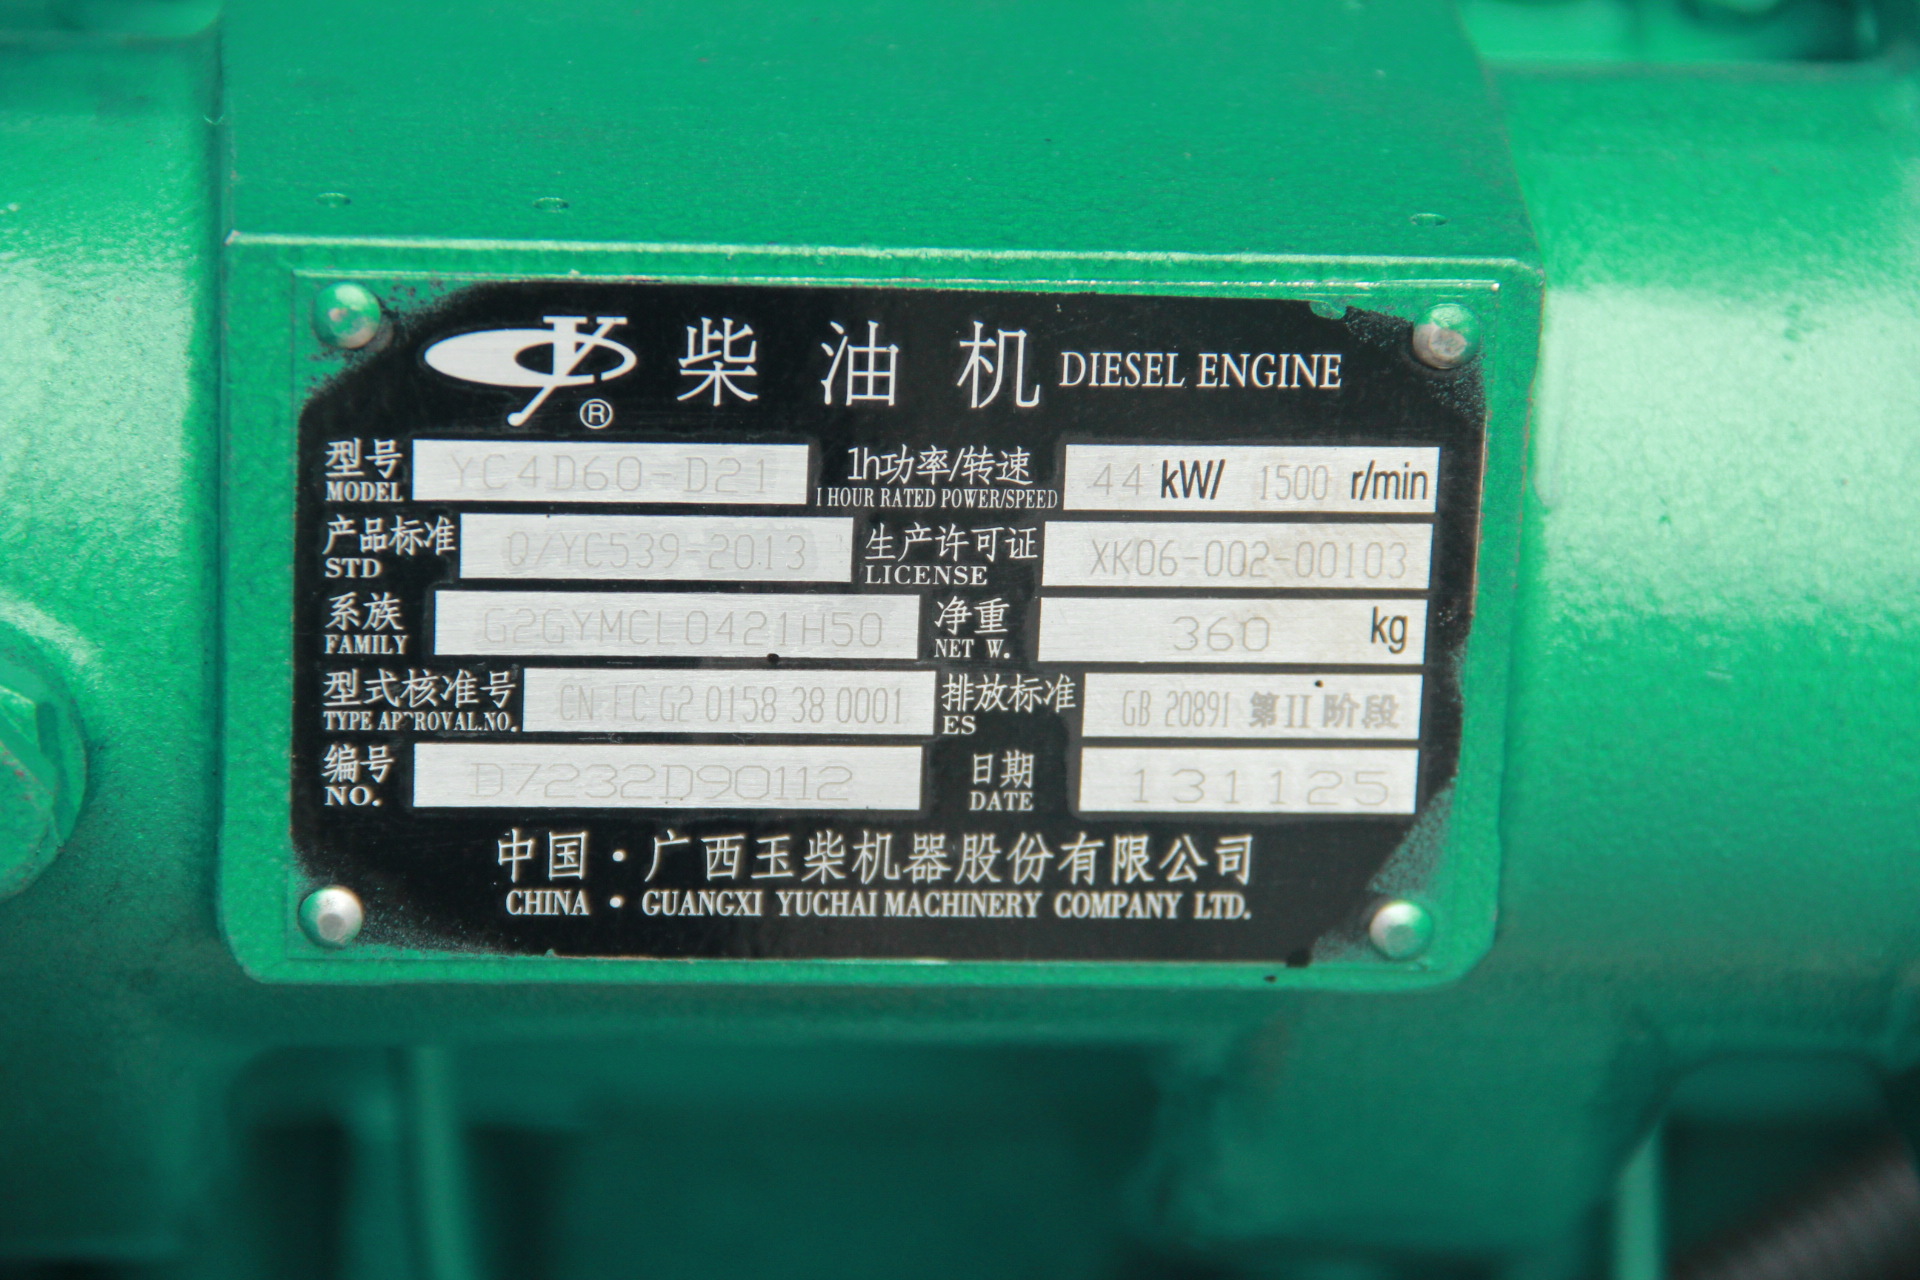 柴油机 DIESEL ENGINE
型号 YC4D60-D21 1h功率/转速 44 kW/ 1500 r/min
MODEL 1 HOUR RATED POWER/SPEED
产品标准 Q/YC539-2013 生产许可证 XK06-002-00103
STD LICENSE
系族 G2GYMCL0421H50 净重 360 kg
FAMILY NET W.
型式核准号 CN FC G2 0158 38 0001 排放标准 GB 20891 第II阶段
TYPE APPROVAL.NO. ES
编号 D7232D90112 日期 131125
NO. DATE
中国·广西玉柴机器股份有限公司
CHINA · GUANGXI YUCHAI MACHINERY COMPANY LTD.